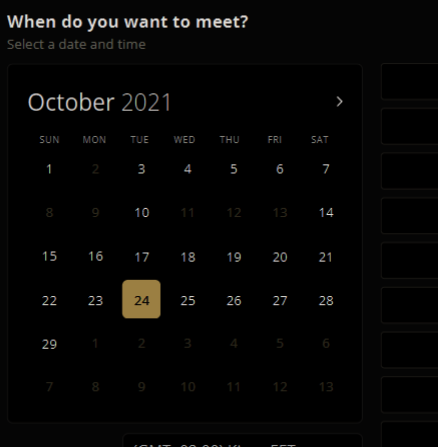 When do you want to meet?
Select a date and time
October 2021
SUN MON TUE WED THU FRI SAT
1 2 3 4 5 6 7
8 9 10 11 12 13 14
15 16 17 18 19 20 21
22 23 24 25 26 27 28
29 1 2 3 4 5 6
7 8 9 10 11 12 13